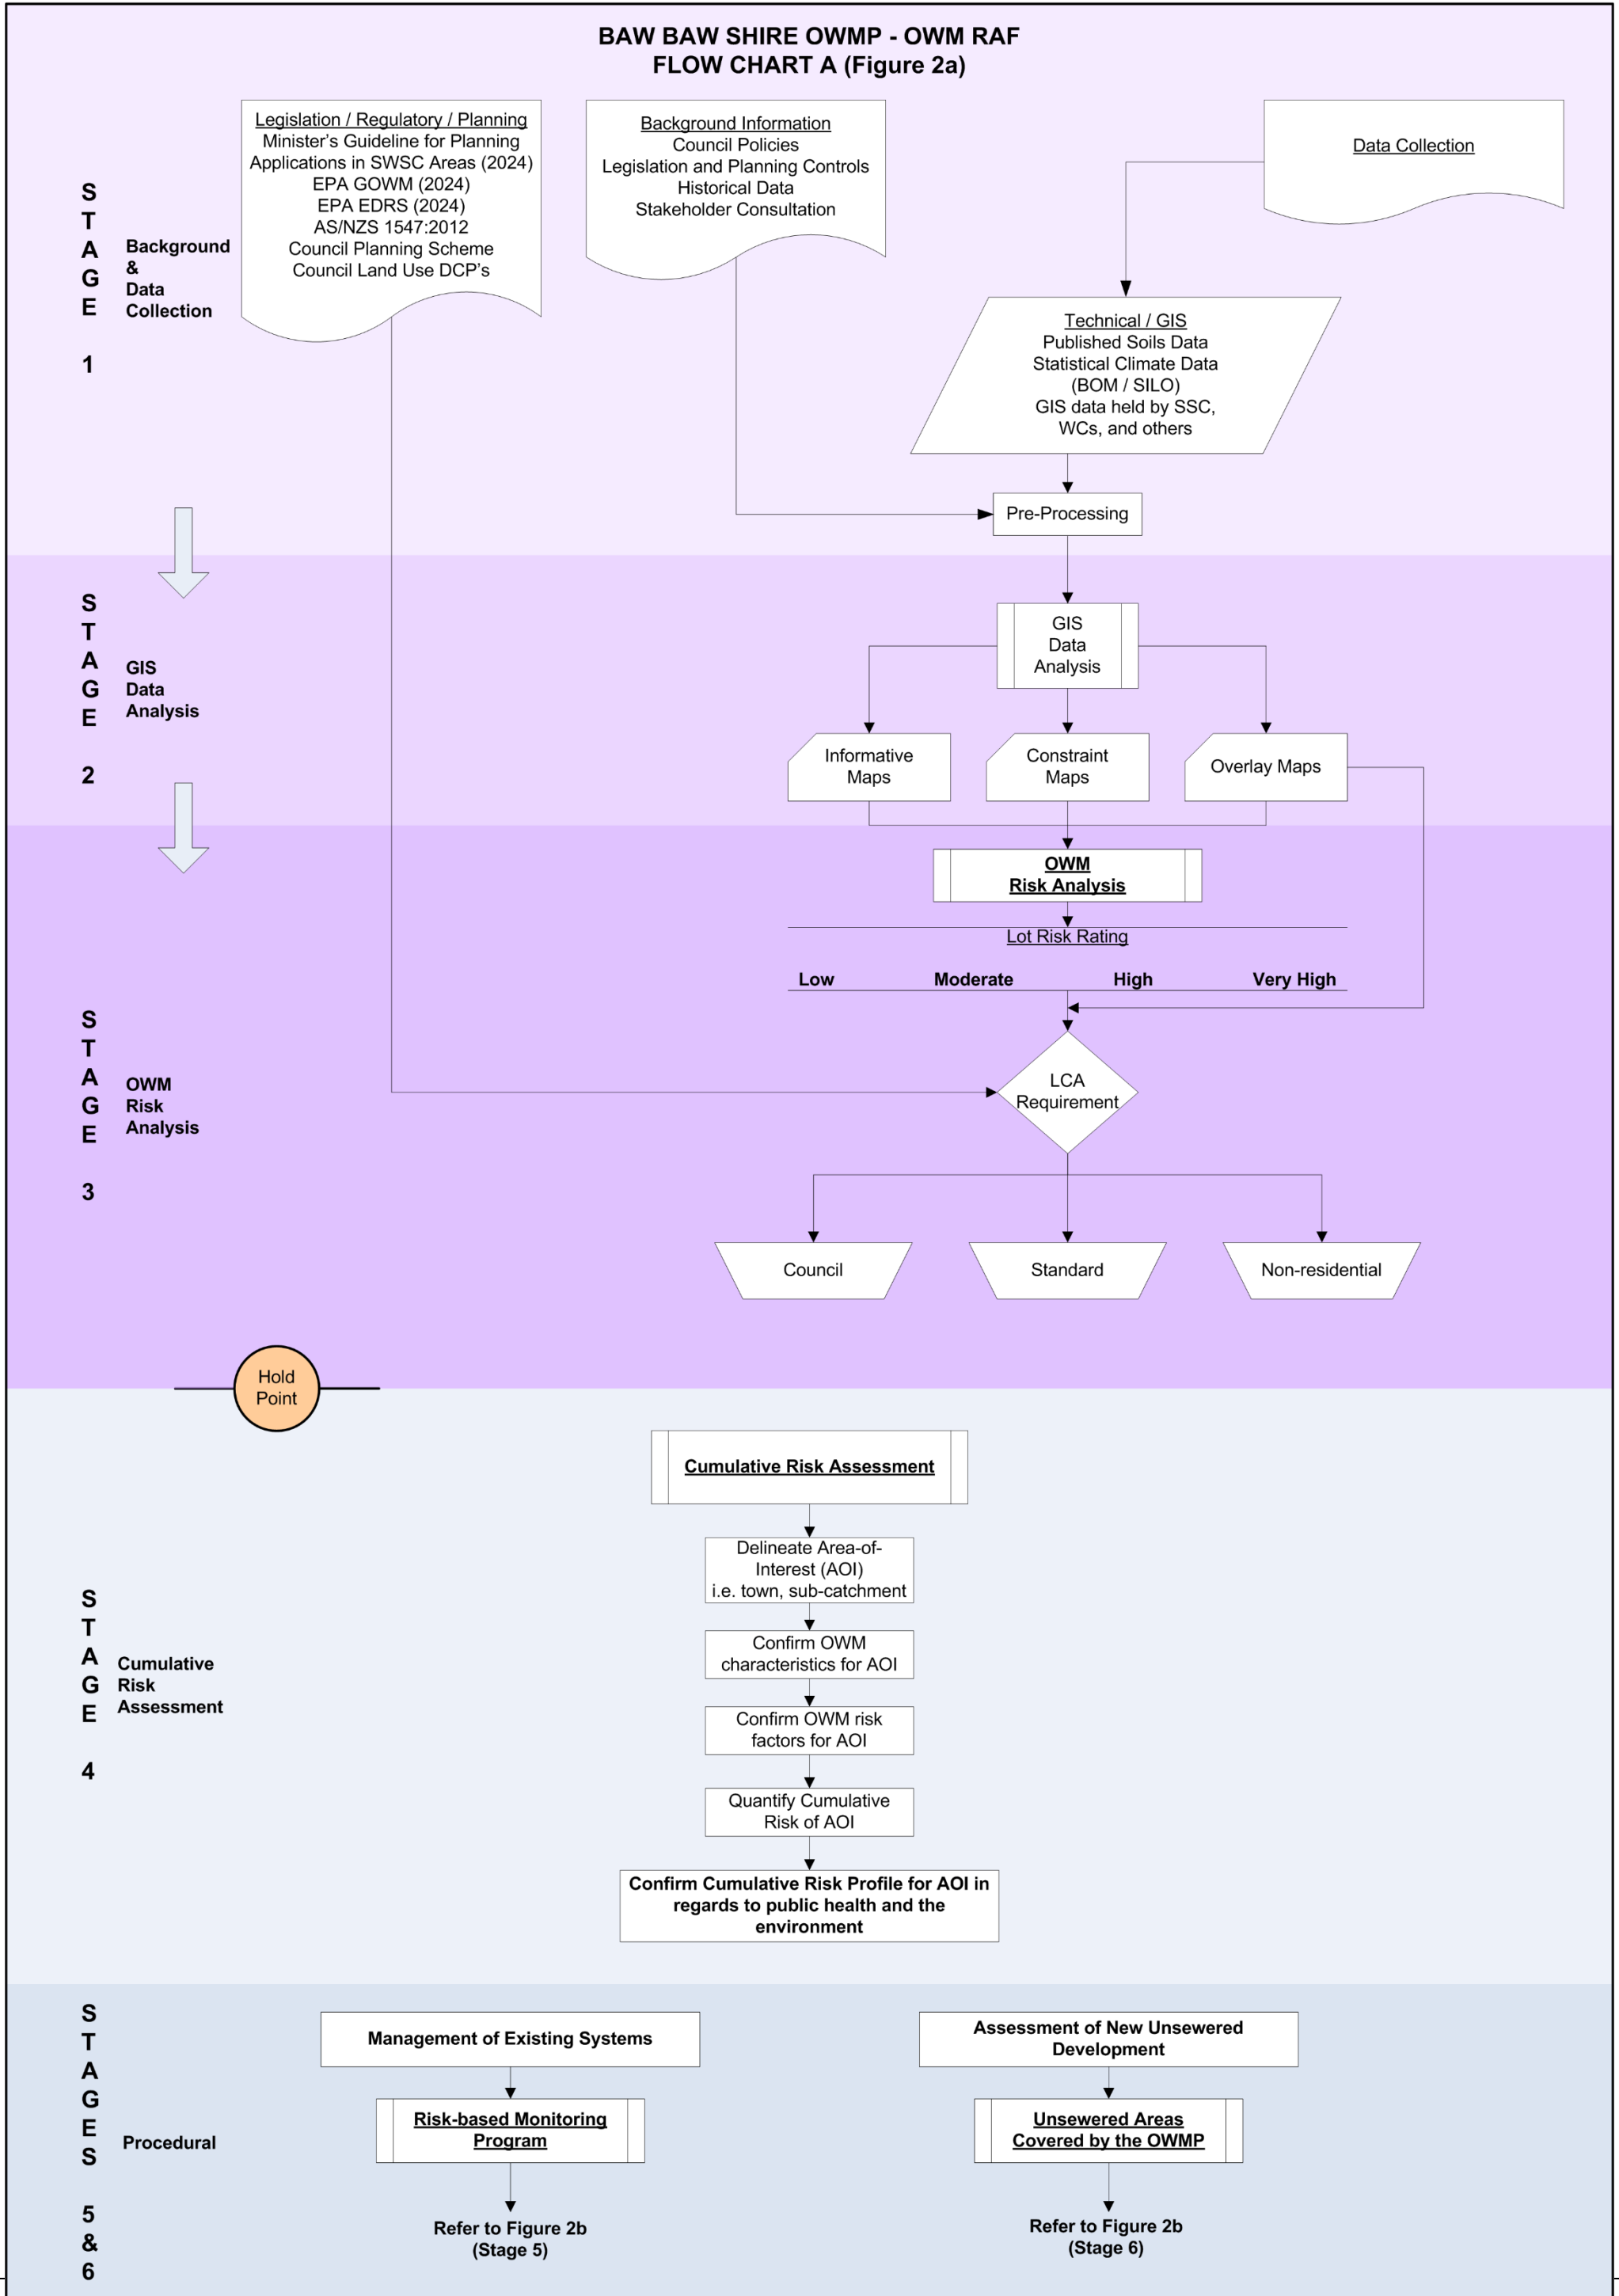 BAW BAW SHIRE OWMP - OWM RAF
FLOW CHART A (Figure 2a)
STAGE 1
Background
&
Data
Collection
Legislation / Regulatory / Planning
Minister's Guideline for Planning
Applications in SWSC Areas (2024)
EPA GOWM (2024)
EPA EDRS (2024)
AS/NZS 1547:2012
Council Planning Scheme
Council Land Use DCP's
Background Information
Council Policies
Legislation and Planning Controls
Historical Data
Stakeholder Consultation
Data Collection
Technical / GIS
Published Soils Data
Statistical Climate Data
(BOM / SILO)
GIS data held by SSC,
WCs, and others
Pre-Processing
STAGE 2
GIS
Data
Analysis
GIS
Data
Analysis
Informative
Maps
Constraint
Maps
Overlay Maps
STAGE 3
OWM
Risk
Analysis
OWM
Risk Analysis
Lot Risk Rating
Low Moderate High Very High
LCA
Requirement
Council
Standard
Non-residential
Hold
Point
STAGE 4
Cumulative
Risk
Assessment
Cumulative Risk Assessment
Delineate Area-of-
Interest (AOI)
i.e. town, sub-catchment
Confirm OWM
characteristics for AOI
Confirm OWM risk
factors for AOI
Quantify Cumulative
Risk of AOI
Confirm Cumulative Risk Profile for AOI in
regards to public health and the
environment
STAGES 5 & 6
Procedural
Management of Existing Systems
Risk-based Monitoring
Program
Refer to Figure 2b
(Stage 5)
Assessment of New Unsewered
Development
Unsewered Areas
Covered by the OWMP
Refer to Figure 2b
(Stage 6)